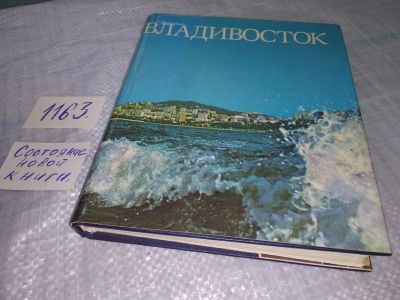 ВЛАДИВОСТОК
1163.
Состояние
новой
книги.